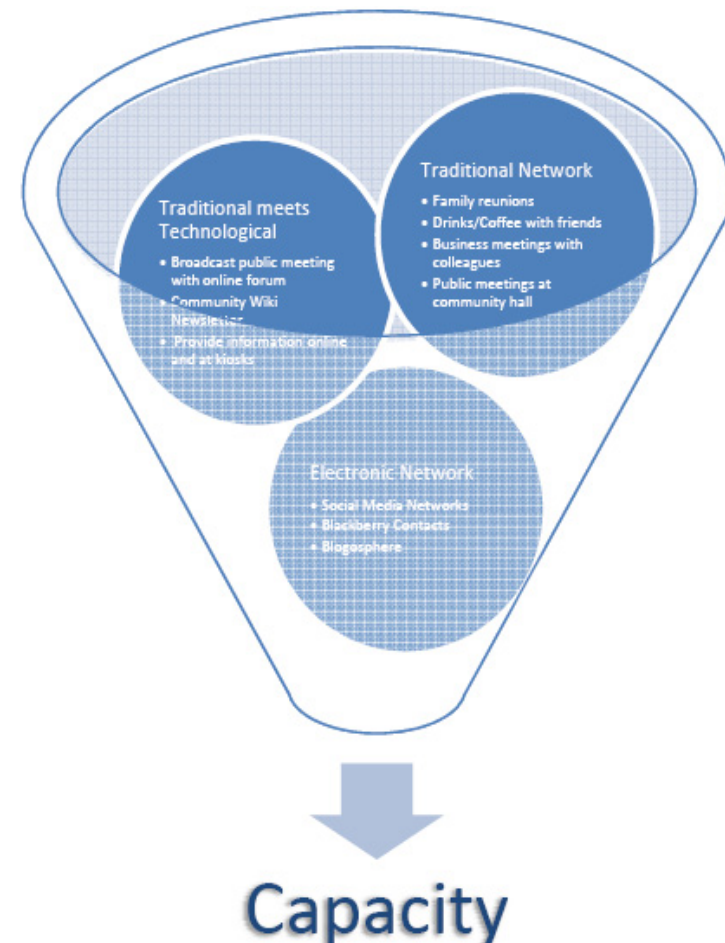 Traditional meets
Technological
• Broadcast public meeting
with online forum
• Community Wiki
Newsletter
• Provide information online
and at kiosks
Traditional Network
• Family reunions
• Drinks/Coffee with friends
• Business meetings with
colleagues
• Public meetings at
community hall
Electronic Network
• Social Media Networks
• Blackberry Contacts
• Blogosphere
Capacity